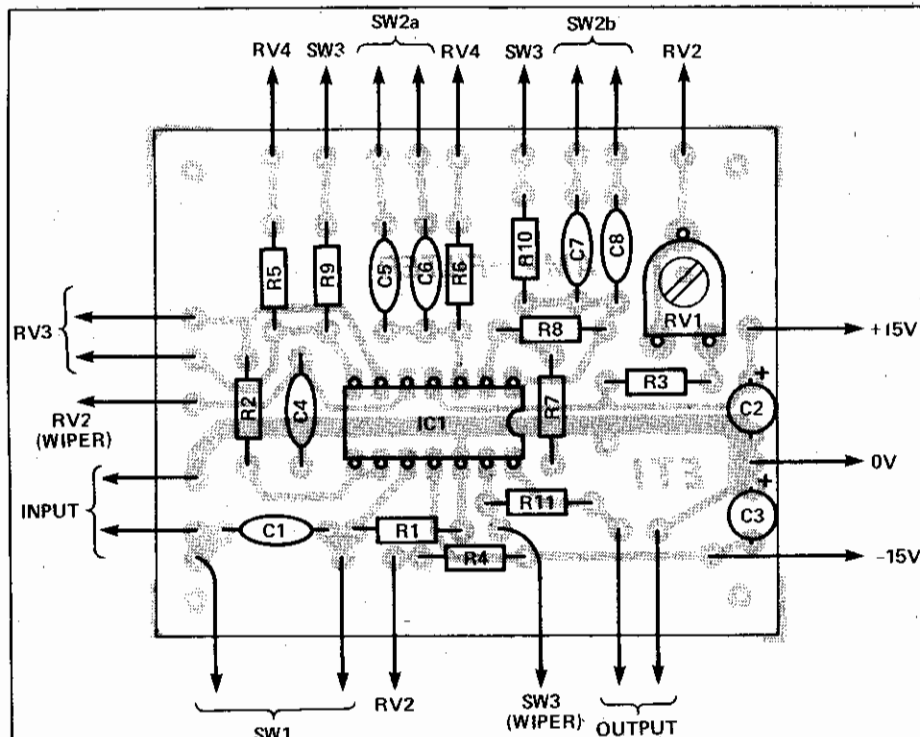 SW2a
SW2b
RV4
SW3
RV4
SW3
RV2
R5
R9
C5
C6
R6
R10
C7
C8
RV1
RV3
R8
+15V
R2
C4
R7
R3
C2
+
RV2
(WIPER)
IC1
0V
INPUT
R11
+
C3
C1
R1
R4
-15V
SW1
RV2
SW3
(WIPER)
OUTPUT